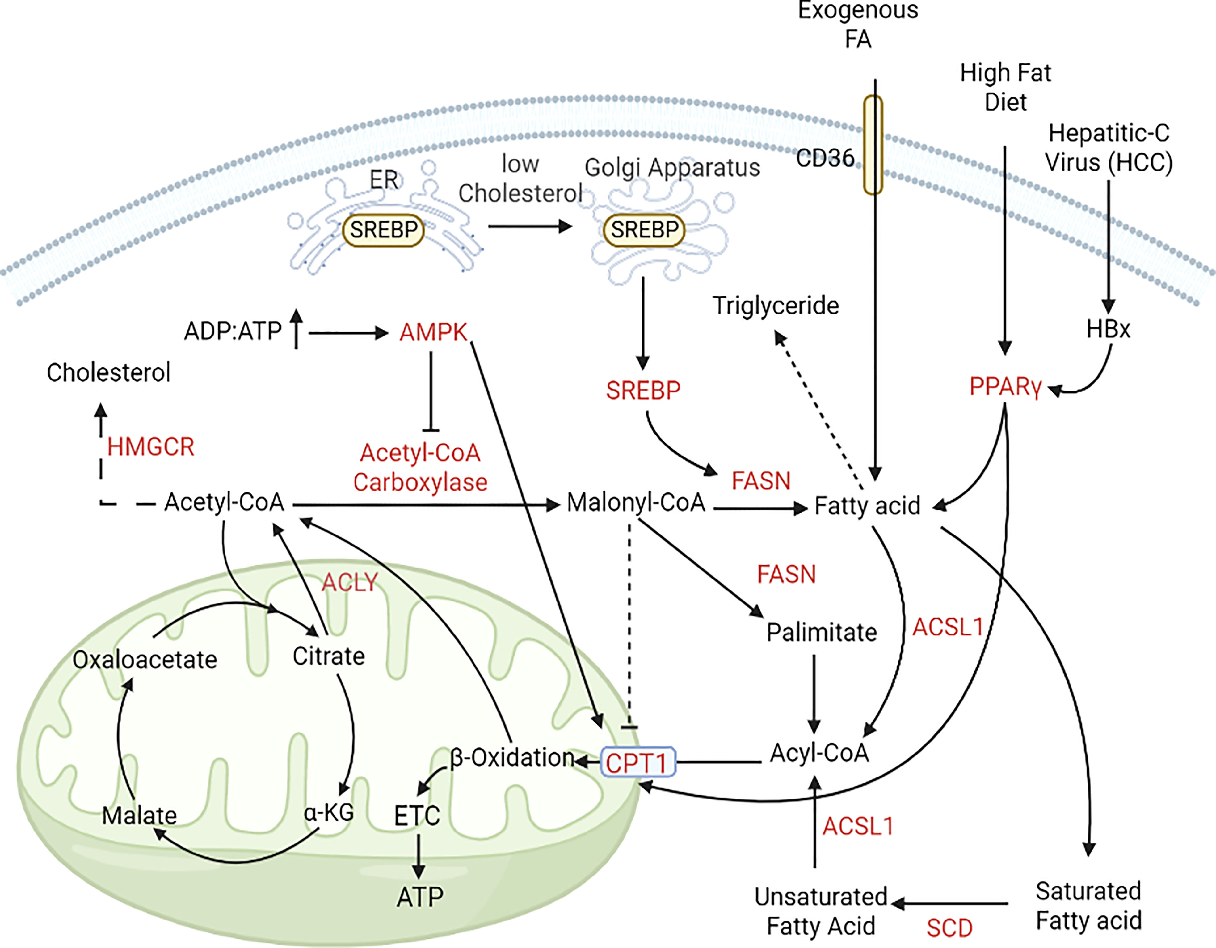 Exogenous
FA
High Fat
Diet
Hepatitic-C
Virus (HCC)
CD36
ER
low
Cholesterol
Golgi Apparatus
SREBP
SREBP
Triglyceride
HBx
ADP:ATP
AMPK
Cholesterol
SREBP
PPARγ
HMGCR
Acetyl-CoA
Carboxylase
FASN
Acetyl-CoA
Malonyl-CoA
Fatty acid
ACLY
FASN
ACSL1
Palimitate
Oxaloacetate
Citrate
β-Oxidation
CPT1
Acyl-CoA
Malate
α-KG
ETC
ACSL1
ATP
Unsaturated
Fatty Acid
SCD
Saturated
Fatty acid